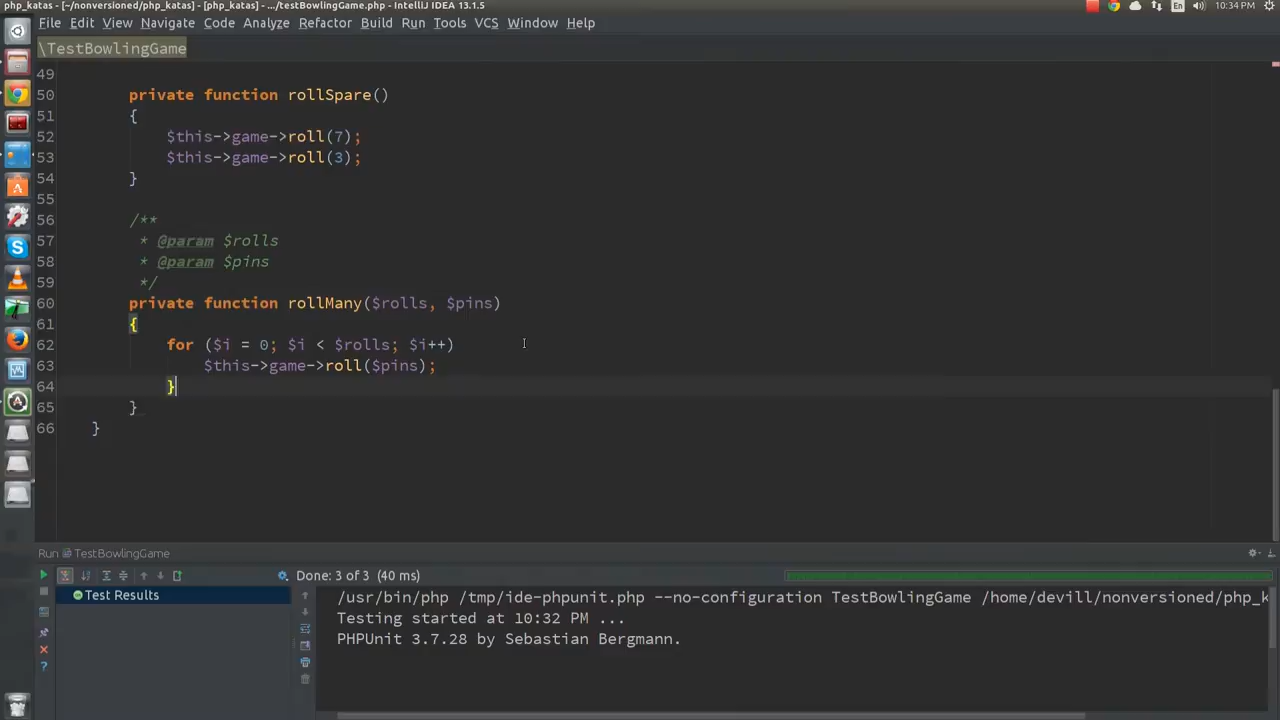 php_katas - [~/nonversioned/php_katas] - [php_katas] - .../testBowlingGame.php - IntelliJ IDEA 13.1.5
En
10:34 PM
File Edit View Navigate Code Analyze Refactor Build Run Tools VCS Window Help
\TestBowlingGame
49
50 private function rollSpare()
51 {
52 $this->game->roll(7);
53 $this->game->roll(3);
54 }
55
56 /**
57 * @param $rolls
58 * @param $pins
59 */
60 private function rollMany($rolls, $pins)
61 {
62 for ($i = 0; $i < $rolls; $i++)
63 $this->game->roll($pins);
64 }
65 }
66 }
Run TestBowlingGame
Done: 3 of 3 (40 ms)
Test Results
/usr/bin/php /tmp/ide-phpunit.php --no-configuration TestBowlingGame /home/devill/nonversioned/php_k
Testing started at 10:32 PM ...
PHPUnit 3.7.28 by Sebastian Bergmann.